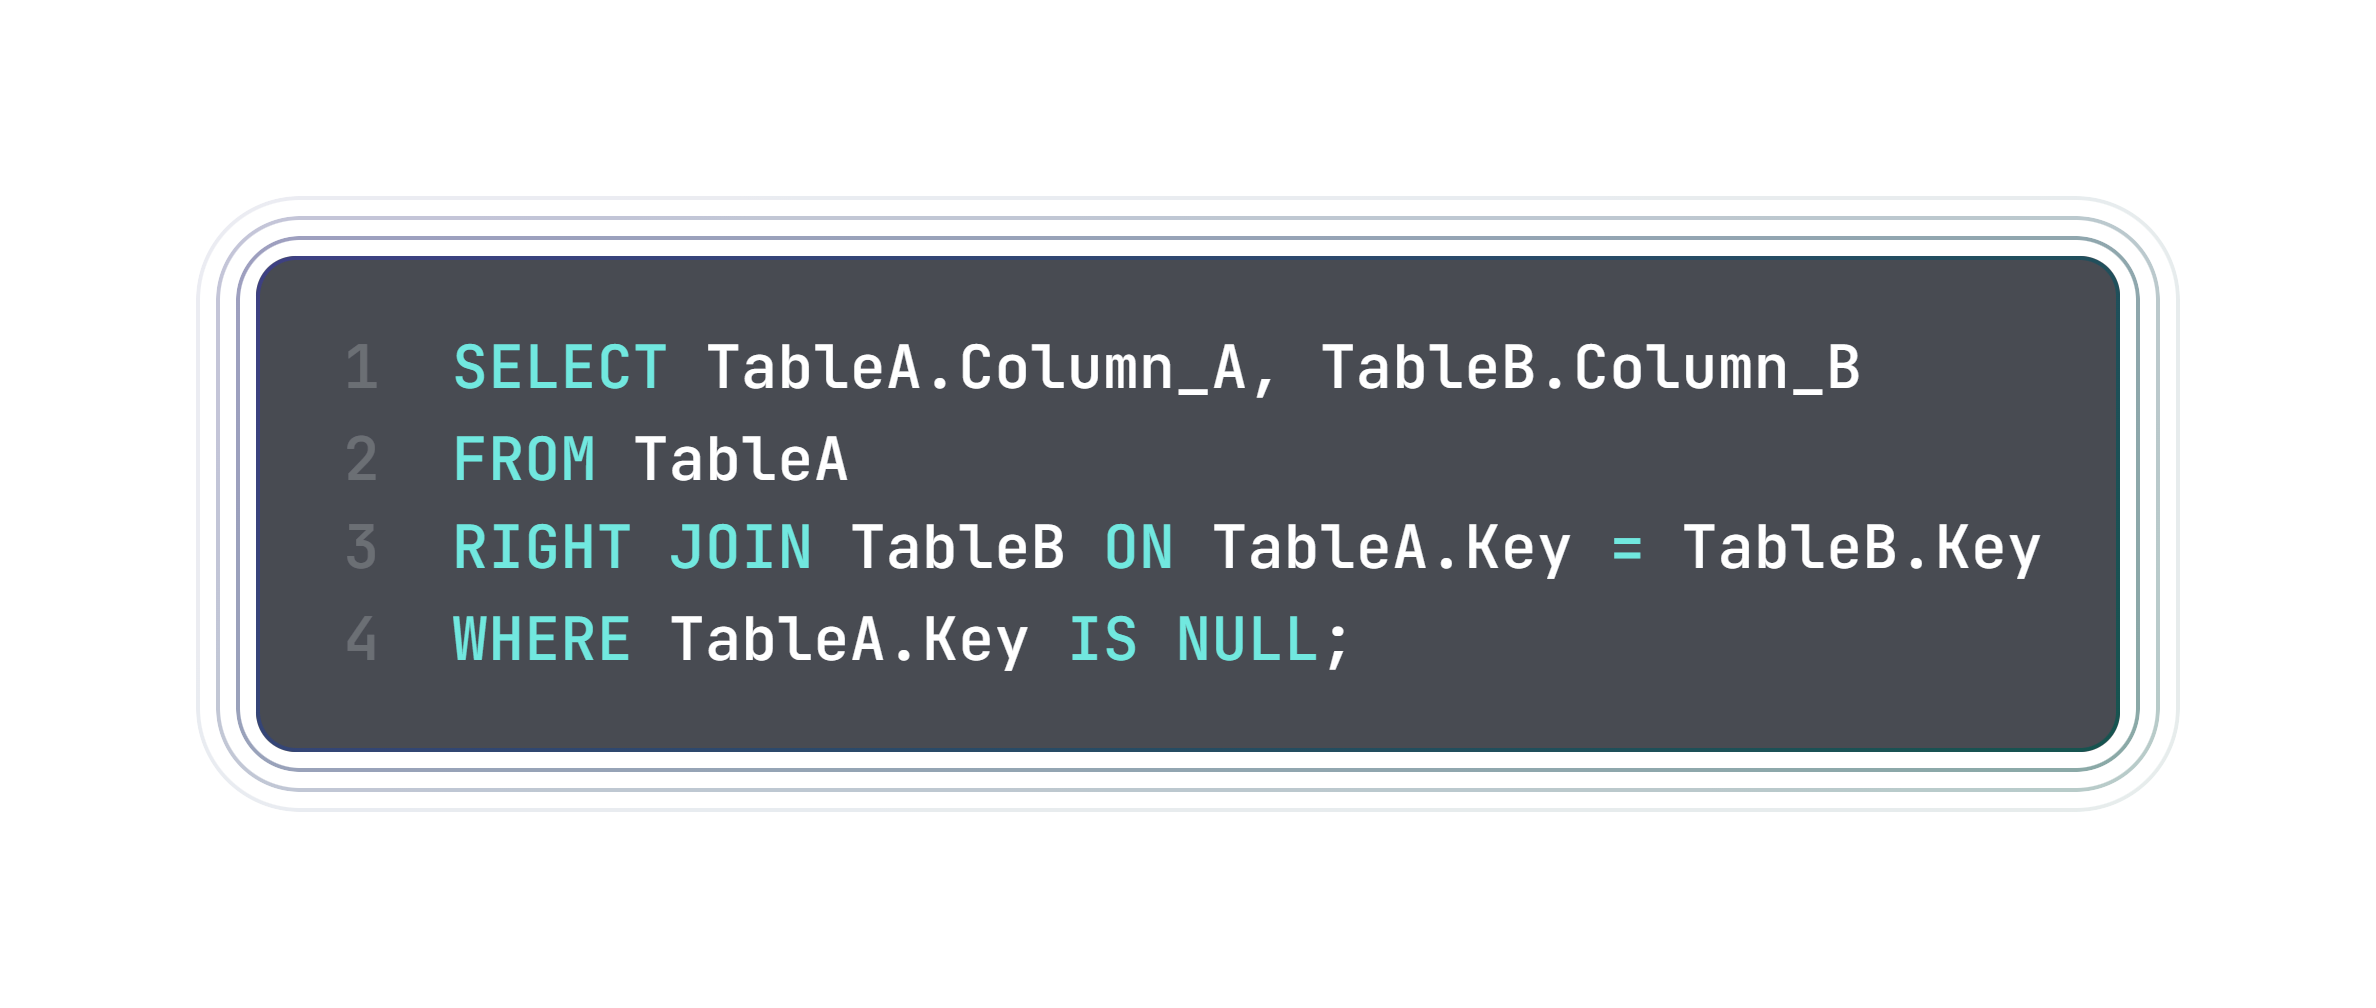 1 SELECT TableA.Column_A, TableB.Column_B
2 FROM TableA
3 RIGHT JOIN TableB ON TableA.Key = TableB.Key
4 WHERE TableA.Key IS NULL;